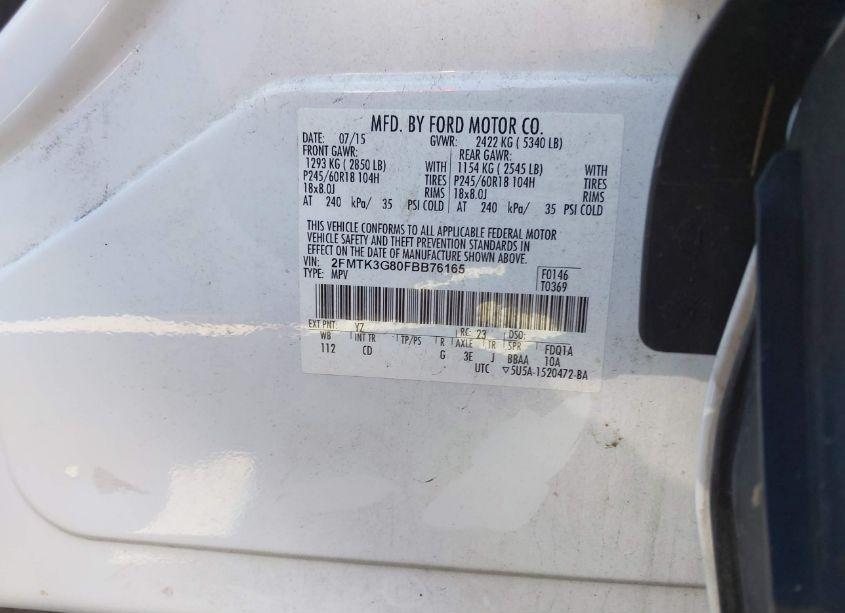 MFD. BY FORD MOTOR CO.
DATE: 07/15 GVWR: 2422 KG ( 5340 LB)
FRONT GAWR: REAR GAWR:
1293 KG ( 2850 LB) WITH 1154 KG ( 2545 LB) WITH
P245/60R18 104H TIRES P245/60R18 104H TIRES
18x8.0J RIMS 18x8.0J RIMS
AT 240 kPa/ 35 PSI COLD AT 240 kPa/ 35 PSI COLD
THIS VEHICLE CONFORMS TO ALL APPLICABLE FEDERAL MOTOR
VEHICLE SAFETY AND THEFT PREVENTION STANDARDS IN
EFFECT ON THE DATE OF MANUFACTURE SHOWN ABOVE.
VIN: 2FMTK3G80FBB76165 F0146
TYPE: MPV T0369
EXT PNT: YZ RC: 23 DSO:
WB INT TR TP/PS R AXLE TR SPR FDQ1A
112 CD G 3E J BBAA 10A
UTC ▽5U5A-1520472-BA